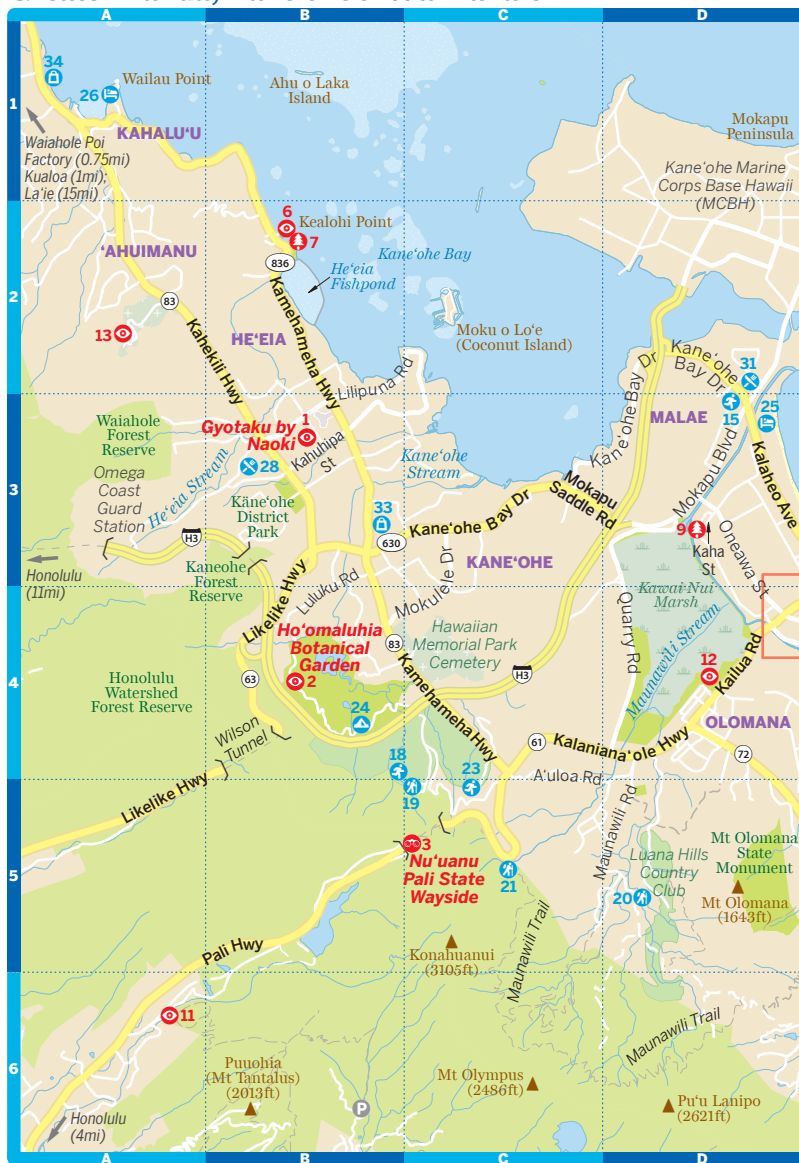 A
B
C
D
34
Wailau Point
26
Ahu o Laka
Island
1
KAHALU‘U
Mokapu
Peninsula
Waiahole Poi
Factory (0.75mi)
Kualoa (1mi);
La‘ie (15mi)
Kane‘ohe Marine
Corps Base Hawaii
(MCBH)
6
Kealohi Point
7
‘AHUIMANU
Kane‘ohe Bay
836
He‘eia
Fishpond
2
83
Kamehameha Hwy
13
HE‘EIA
Kahekili Hwy
Moku o Lo‘e
(Coconut Island)
Kane‘ohe
Bay Dr
31
Lilipuna Rd
Kane‘ohe Bay Dr
MALAE
15
25
Gyotaku by
Naoki
1
Waiahole
Forest
Reserve
Kahuhipa
St
28
Kane‘ohe
Stream
Mokapu Blvd
Kalaheo Ave
Omega
Coast
Guard
Station
He‘eia Stream
3
Käne‘ohe
District
Park
33
Mokapu
Saddle Rd
Kane‘ohe Bay Dr
630
9
Oneawa St
H3
KANE‘OHE
Kaha
St
Honolulu
(11mi)
Kaneohe
Forest
Reserve
Likelike Hwy
Luluku Rd
Mokulele Dr
Kawai Nui
Marsh
Quarry Rd
Maunawili Stream
Ho‘omaluhia
Botanical
Garden
2
83
Hawaiian
Memorial Park
Cemetery
H3
12
Kailua Rd
4
Honolulu
Watershed
Forest Reserve
63
Kamehameha Hwy
24
OLOMANA
Wilson
Tunnel
61
Kalaniana‘ole Hwy
72
18
23
19
A‘uloa Rd
Likelike Hwy
Maunawili Rd
3
Nu‘uanu
Pali State
Wayside
21
Luana Hills
Country
Club
20
Mt Olomana
State
Monument
Mt Olomana
(1643ft)
5
Pali Hwy
Konahuanui
(3105ft)
Maunawili Trail
11
Maunawili Trail
6
Puuohia
(Mt Tantalus)
(2013ft)
P
Mt Olympus
(2486ft)
Pu‘u Lanipo
(2621ft)
Honolulu
(4mi)
A
B
C
D